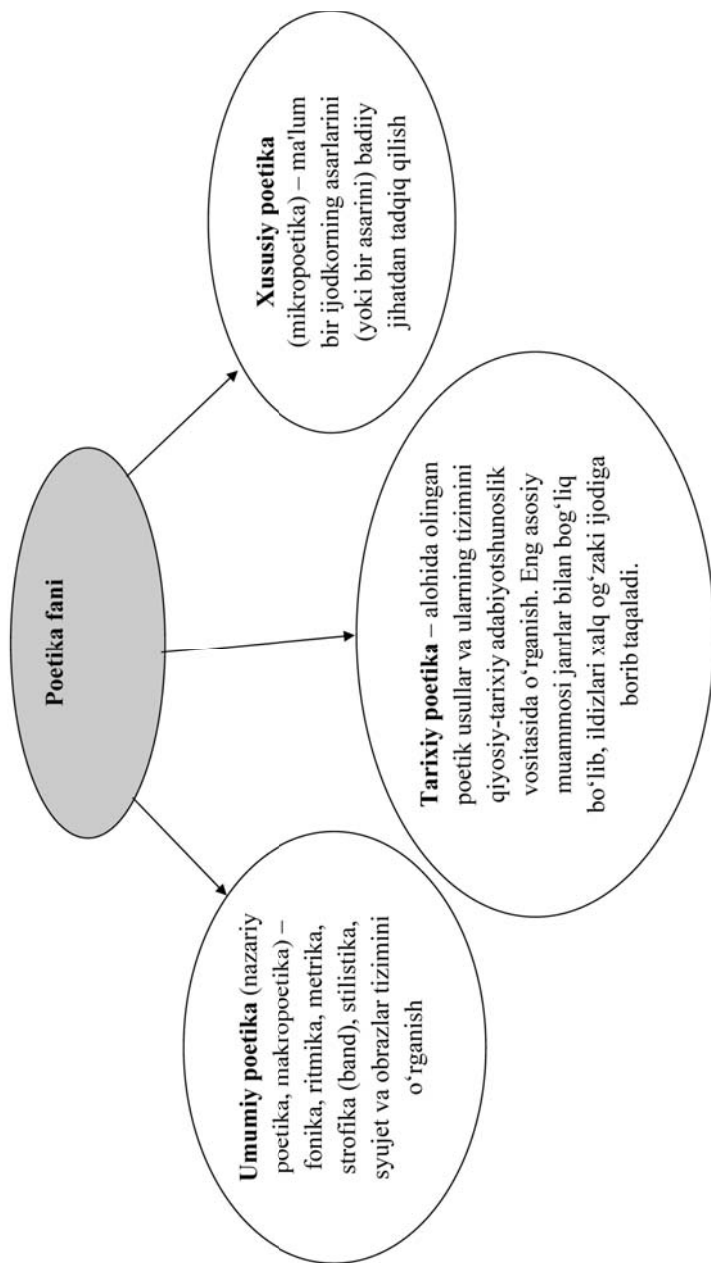 Poetika fani
Umumiy poetika (nazariy
poetika, makropoetika) –
fonika, ritmika, metrika,
strofika (band), stilistika,
syujet va obrazlar tizimini
o‘rganish
Tarixiy poetika – alohida olingan
poetik usullar va ularning tizimini
qiyosiy-tarixiy adabiyotshunoslik
vositasida o‘rganish. Eng asosiy
muammosi janrlar bilan bog‘liq
bo‘lib, ildizlari xalq og‘zaki ijodiga
borib taqaladi.
Xususiy poetika
(mikropoetika) – ma'lum
bir ijodkorning asarlarini
(yoki bir asarini) badiiy
jihatdan tadqiq qilish